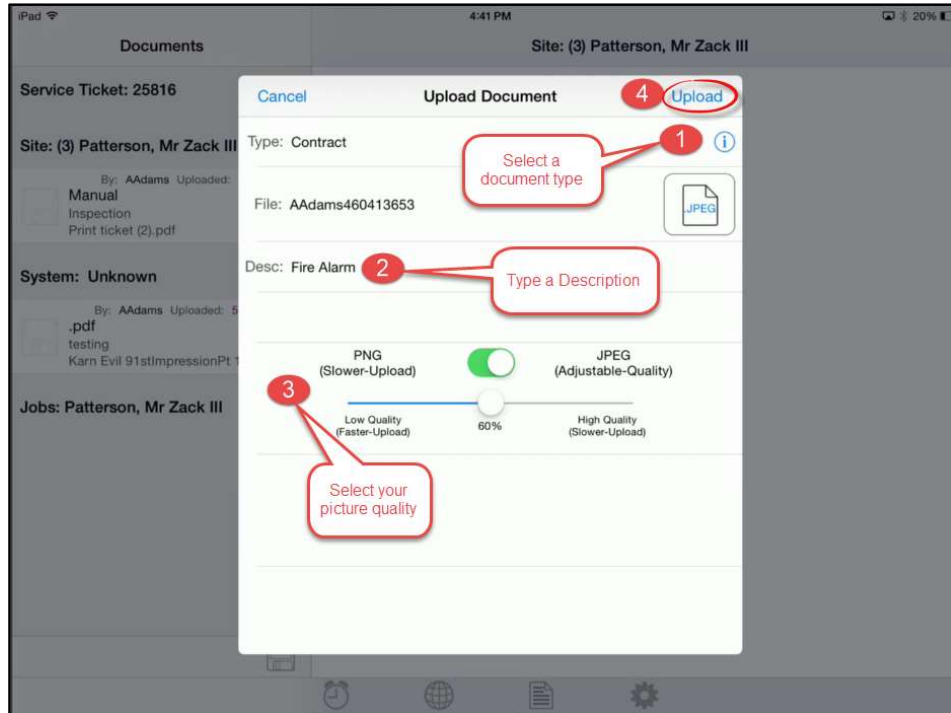 iPad 4:41 PM 20%
Documents
Site: (3) Patterson, Mr Zack III
Service Ticket: 25816
Cancel Upload Document 4 Upload
Site: (3) Patterson, Mr Zack III
Type: Contract
1
Select a
document type
By: AAdams Uploaded:
Manual
Inspection
Print ticket (2).pdf
File: AAdams460413653
.JPEG
System: Unknown
Desc: Fire Alarm 2
Type a Description
By: AAdams Uploaded: 5
.pdf
testing
Karn Evil 91stImpressionPt 1
PNG
(Slower-Upload)
JPEG
(Adjustable-Quality)
3
Low Quality
(Faster-Upload)
60%
High Quality
(Slower-Upload)
Jobs: Patterson, Mr Zack III
Select your
picture quality